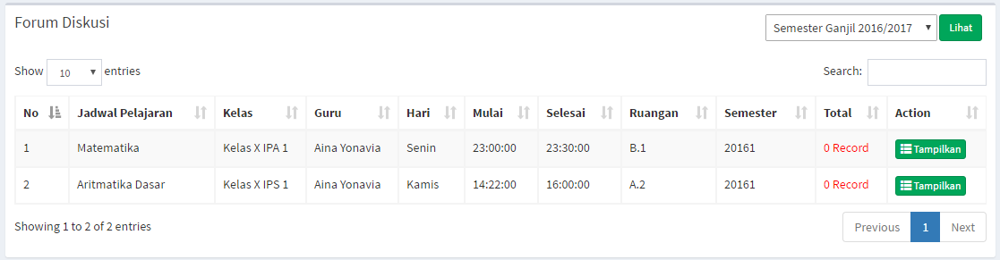 Forum Diskusi
Semester Ganjil 2016/2017 Lihat
Show 10 entries Search:
No Jadwal Pelajaran Kelas Guru Hari Mulai Selesai Ruangan Semester Total Action
1 Matematika Kelas X IPA 1 Aina Yonavia Senin 23:00:00 23:30:00 B.1 20161 0 Record Tampilkan
2 Aritmatika Dasar Kelas X IPS 1 Aina Yonavia Kamis 14:22:00 16:00:00 A.2 20161 0 Record Tampilkan
Showing 1 to 2 of 2 entries Previous 1 Next